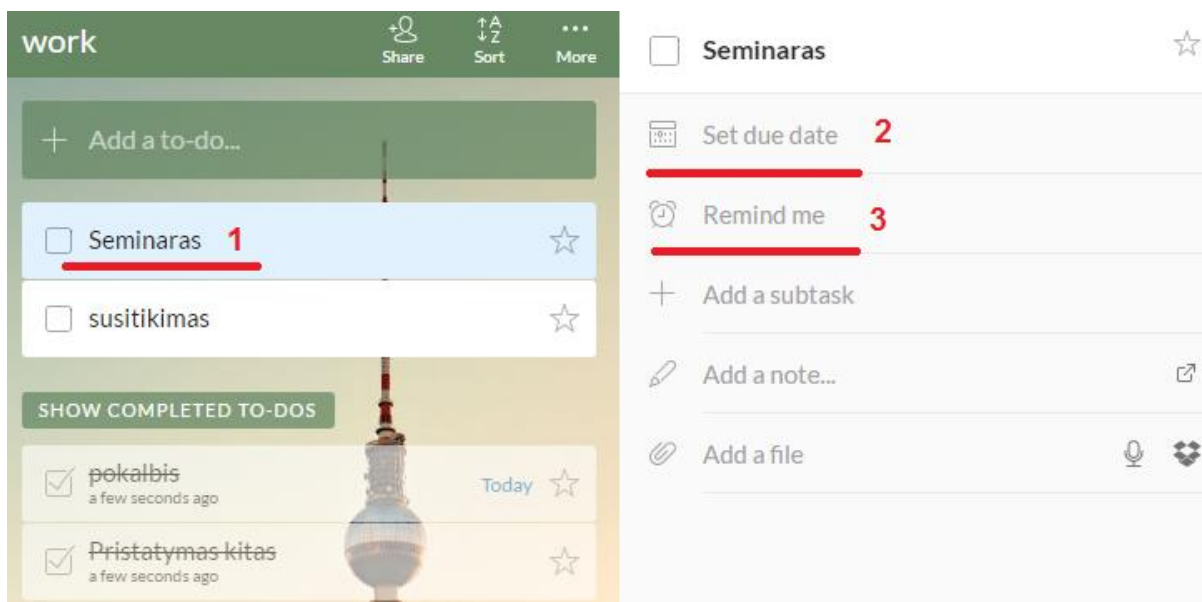 work
Share
Sort
More
Add a to-do...
Seminaras 1
susitikimas
SHOW COMPLETED TO-DOS
pokalbis
a few seconds ago
Today
Pristatymas kitas
a few seconds ago
Seminaras
Set due date 2
Remind me 3
Add a subtask
Add a note...
Add a file